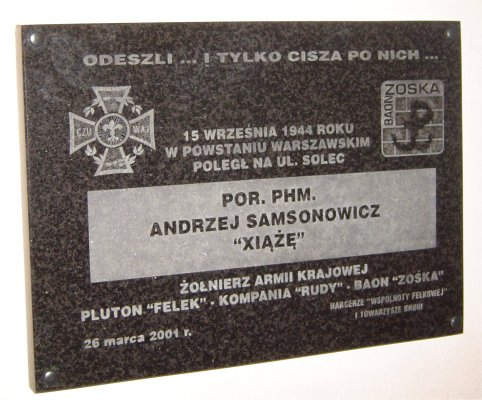 ODESZLI ... I TYLKO CISZA PO NICH ...
CZU WAJ
BAON ZOŚKA
15 WRZEŚNIA 1944 ROKU
W POWSTANIU WARSZAWSKIM
POLEGŁ NA UL. SOLEC
POR. PHM.
ANDRZEJ SAMSONOWICZ
"XIĄŻĘ"
ŻOŁNIERZ ARMII KRAJOWEJ
PLUTON "FELEK" - KOMPANIA "RUDY" - BAON "ZOŚKA"
HARCERZE "WSPÓLNOTY FELKOWEJ"
I TOWARZYSZE BRONI
26 marca 2001 r.